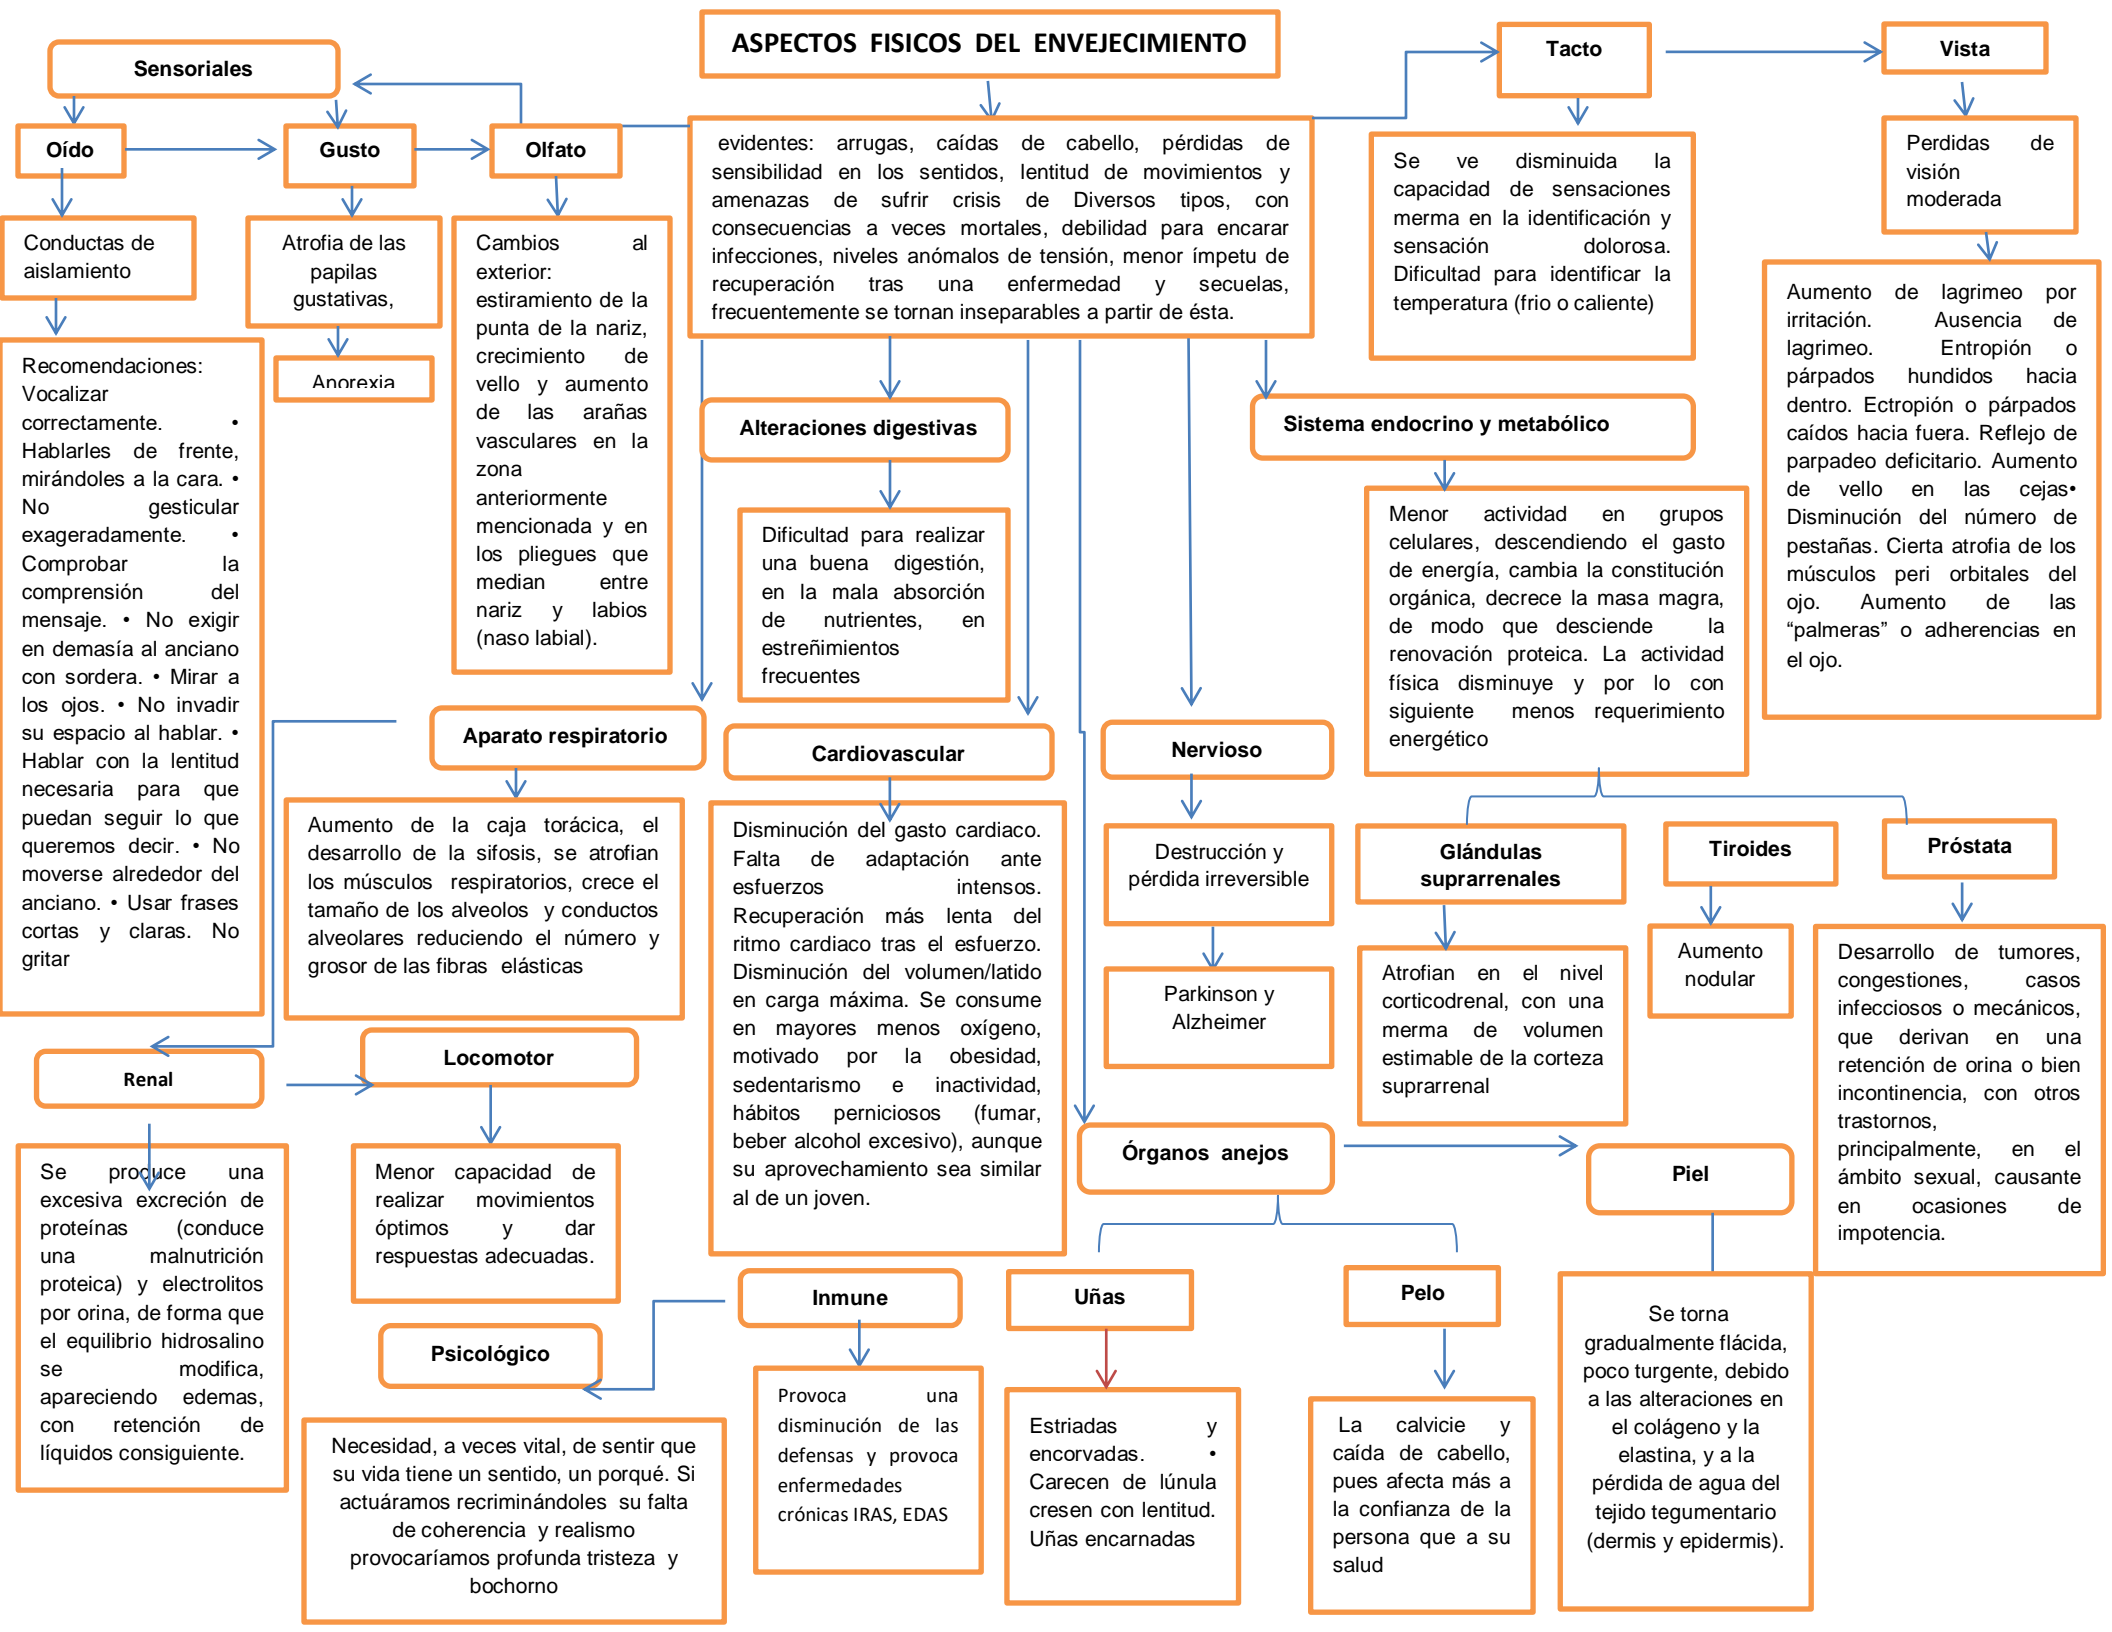 ASPECTOS FISICOS DEL ENVEJECIMIENTO
Sensoriales
Tacto
Vista
Oído
Gusto
Olfato
evidentes: arrugas, caídas de cabello, pérdidas de
sensibilidad en los sentidos, lentitud de movimientos y
amenazas de sufrir crisis de Diversos tipos, con
consecuencias a veces mortales, debilidad para encarar
infecciones, niveles anómalos de tensión, menor ímpetu de
recuperación tras una enfermedad y secuelas,
frecuentemente se tornan inseparables a partir de ésta.
Se ve disminuida la
capacidad de sensaciones
merma en la identificación y
sensación dolorosa.
Dificultad para identificar la
temperatura (frio o caliente)
Perdidas de
visión
moderada
Conductas de
aislamiento
Atrofia de las
papilas
gustativas,
Cambios al
exterior:
estiramiento de la
punta de la nariz,
crecimiento de
vello y aumento
de las arañas
vasculares en la
zona
anteriormente
mencionada y en
los pliegues que
median entre
nariz y labios
(naso labial).
Aumento de lagrimeo por
irritación. Ausencia de
lagrimeo. Entropión o
párpados hundidos hacia
dentro. Ectropión o párpados
caídos hacia fuera. Reflejo de
parpadeo deficitario. Aumento
de vello en las cejas•
Disminución del número de
pestañas. Cierta atrofia de los
músculos peri orbitales del
ojo. Aumento de las
“palmeras” o adherencias en
el ojo.
Recomendaciones:
Vocalizar
correctamente. •
Hablarles de frente,
mirándoles a la cara. •
No gesticular
exageradamente. •
Comprobar la
comprensión del
mensaje. • No exigir
en demasía al anciano
con sordera. • Mirar a
los ojos. • No invadir
su espacio al hablar. •
Hablar con la lentitud
necesaria para que
puedan seguir lo que
queremos decir. • No
moverse alrededor del
anciano. • Usar frases
cortas y claras. No
gritar
Anorexia
Alteraciones digestivas
Sistema endocrino y metabólico
Dificultad para realizar
una buena digestión,
en la mala absorción
de nutrientes, en
estreñimientos
frecuentes
Menor actividad en grupos
celulares, descendiendo el gasto
de energía, cambia la constitución
orgánica, decrece la masa magra,
de modo que desciende la
renovación proteica. La actividad
física disminuye y por lo con
siguiente menos requerimiento
energético
Aparato respiratorio
Cardiovascular
Nervioso
Aumento de la caja torácica, el
desarrollo de la sifosis, se atrofian
los músculos respiratorios, crece el
tamaño de los alveolos y conductos
alveolares reduciendo el número y
grosor de las fibras elásticas
Disminución del gasto cardiaco.
Falta de adaptación ante
esfuerzos intensos.
Recuperación más lenta del
ritmo cardiaco tras el esfuerzo.
Disminución del volumen/latido
en carga máxima. Se consume
en mayores menos oxígeno,
motivado por la obesidad,
sedentarismo e inactividad,
hábitos perniciosos (fumar,
beber alcohol excesivo), aunque
su aprovechamiento sea similar
al de un joven.
Destrucción y
pérdida irreversible
Parkinson y
Alzheimer
Glándulas
suprarrenales
Tiroides
Próstata
Atrofian en el nivel
corticodrenal, con una
merma de volumen
estimable de la corteza
suprarrenal
Aumento
nodular
Desarrollo de tumores,
congestiones, casos
infecciosos o mecánicos,
que derivan en una
retención de orina o bien
incontinencia, con otros
trastornos,
principalmente, en el
ámbito sexual, causante
en ocasiones de
impotencia.
Renal
Locomotor
Se produce una
excesiva excreción de
proteínas (conduce
una malnutrición
proteica) y electrolitos
por orina, de forma que
el equilibrio hidrosalino
se modifica,
apareciendo edemas,
con retención de
líquidos consiguiente.
Menor capacidad de
realizar movimientos
óptimos y dar
respuestas adecuadas.
Órganos anejos
Piel
Inmune
Uñas
Pelo
Psicológico
Necesidad, a veces vital, de sentir que
su vida tiene un sentido, un porqué. Si
actuáramos recriminándoles su falta
de coherencia y realismo
provocaríamos profunda tristeza y
bochorno
Provoca una
disminución de las
defensas y provoca
enfermedades
crónicas IRAS, EDAS
Estriadas y
encorvadas. •
Carecen de lúnula
cresen con lentitud.
Uñas encarnadas
La calvicie y
caída de cabello,
pues afecta más a
la confianza de la
persona que a su
salud
Se torna
gradualmente flácida,
poco turgente, debido
a las alteraciones en
el colágeno y la
elastina, y a la
pérdida de agua del
tejido tegumentario
(dermis y epidermis).